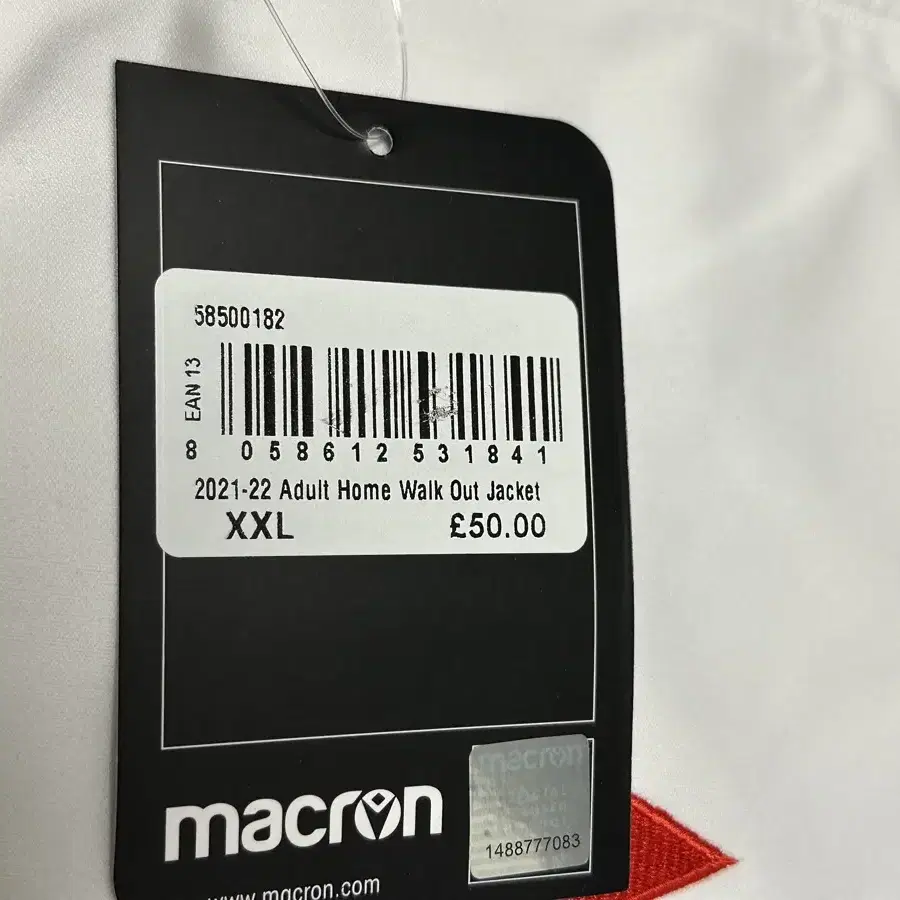 58500182
EAN 13
8 058612 531841
2021-22 Adult Home Walk Out Jacket
XXL £50.00
macron
macron
1488777083
www.macron.com